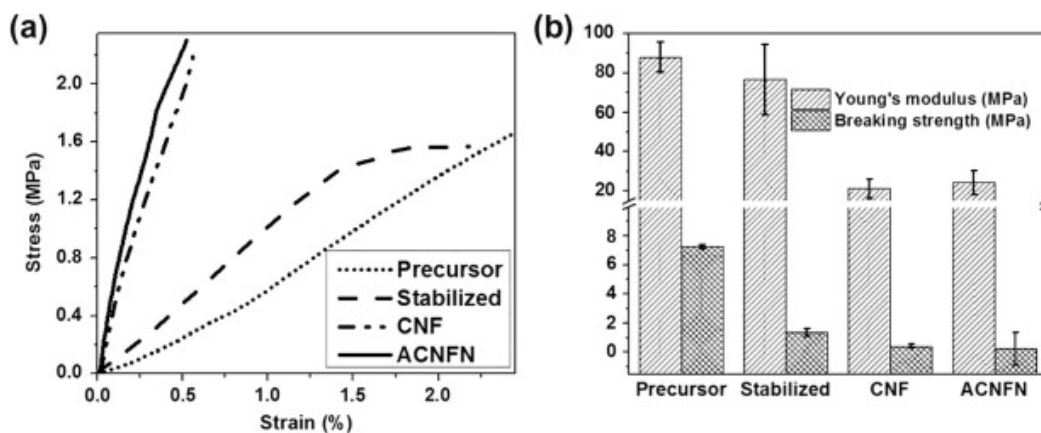 (a)
Stress (MPa)
2.0
1.6
1.2
0.8
0.4
0.0
0.0 0.5 1.0 1.5 2.0
Strain (%)
Precursor
Stabilized
CNF
ACNFN
(b)
100
80
60
40
20
8
6
4
2
0
Young's modulus (MPa)
Breaking strength (MPa)
Precursor Stabilized CNF ACNFN